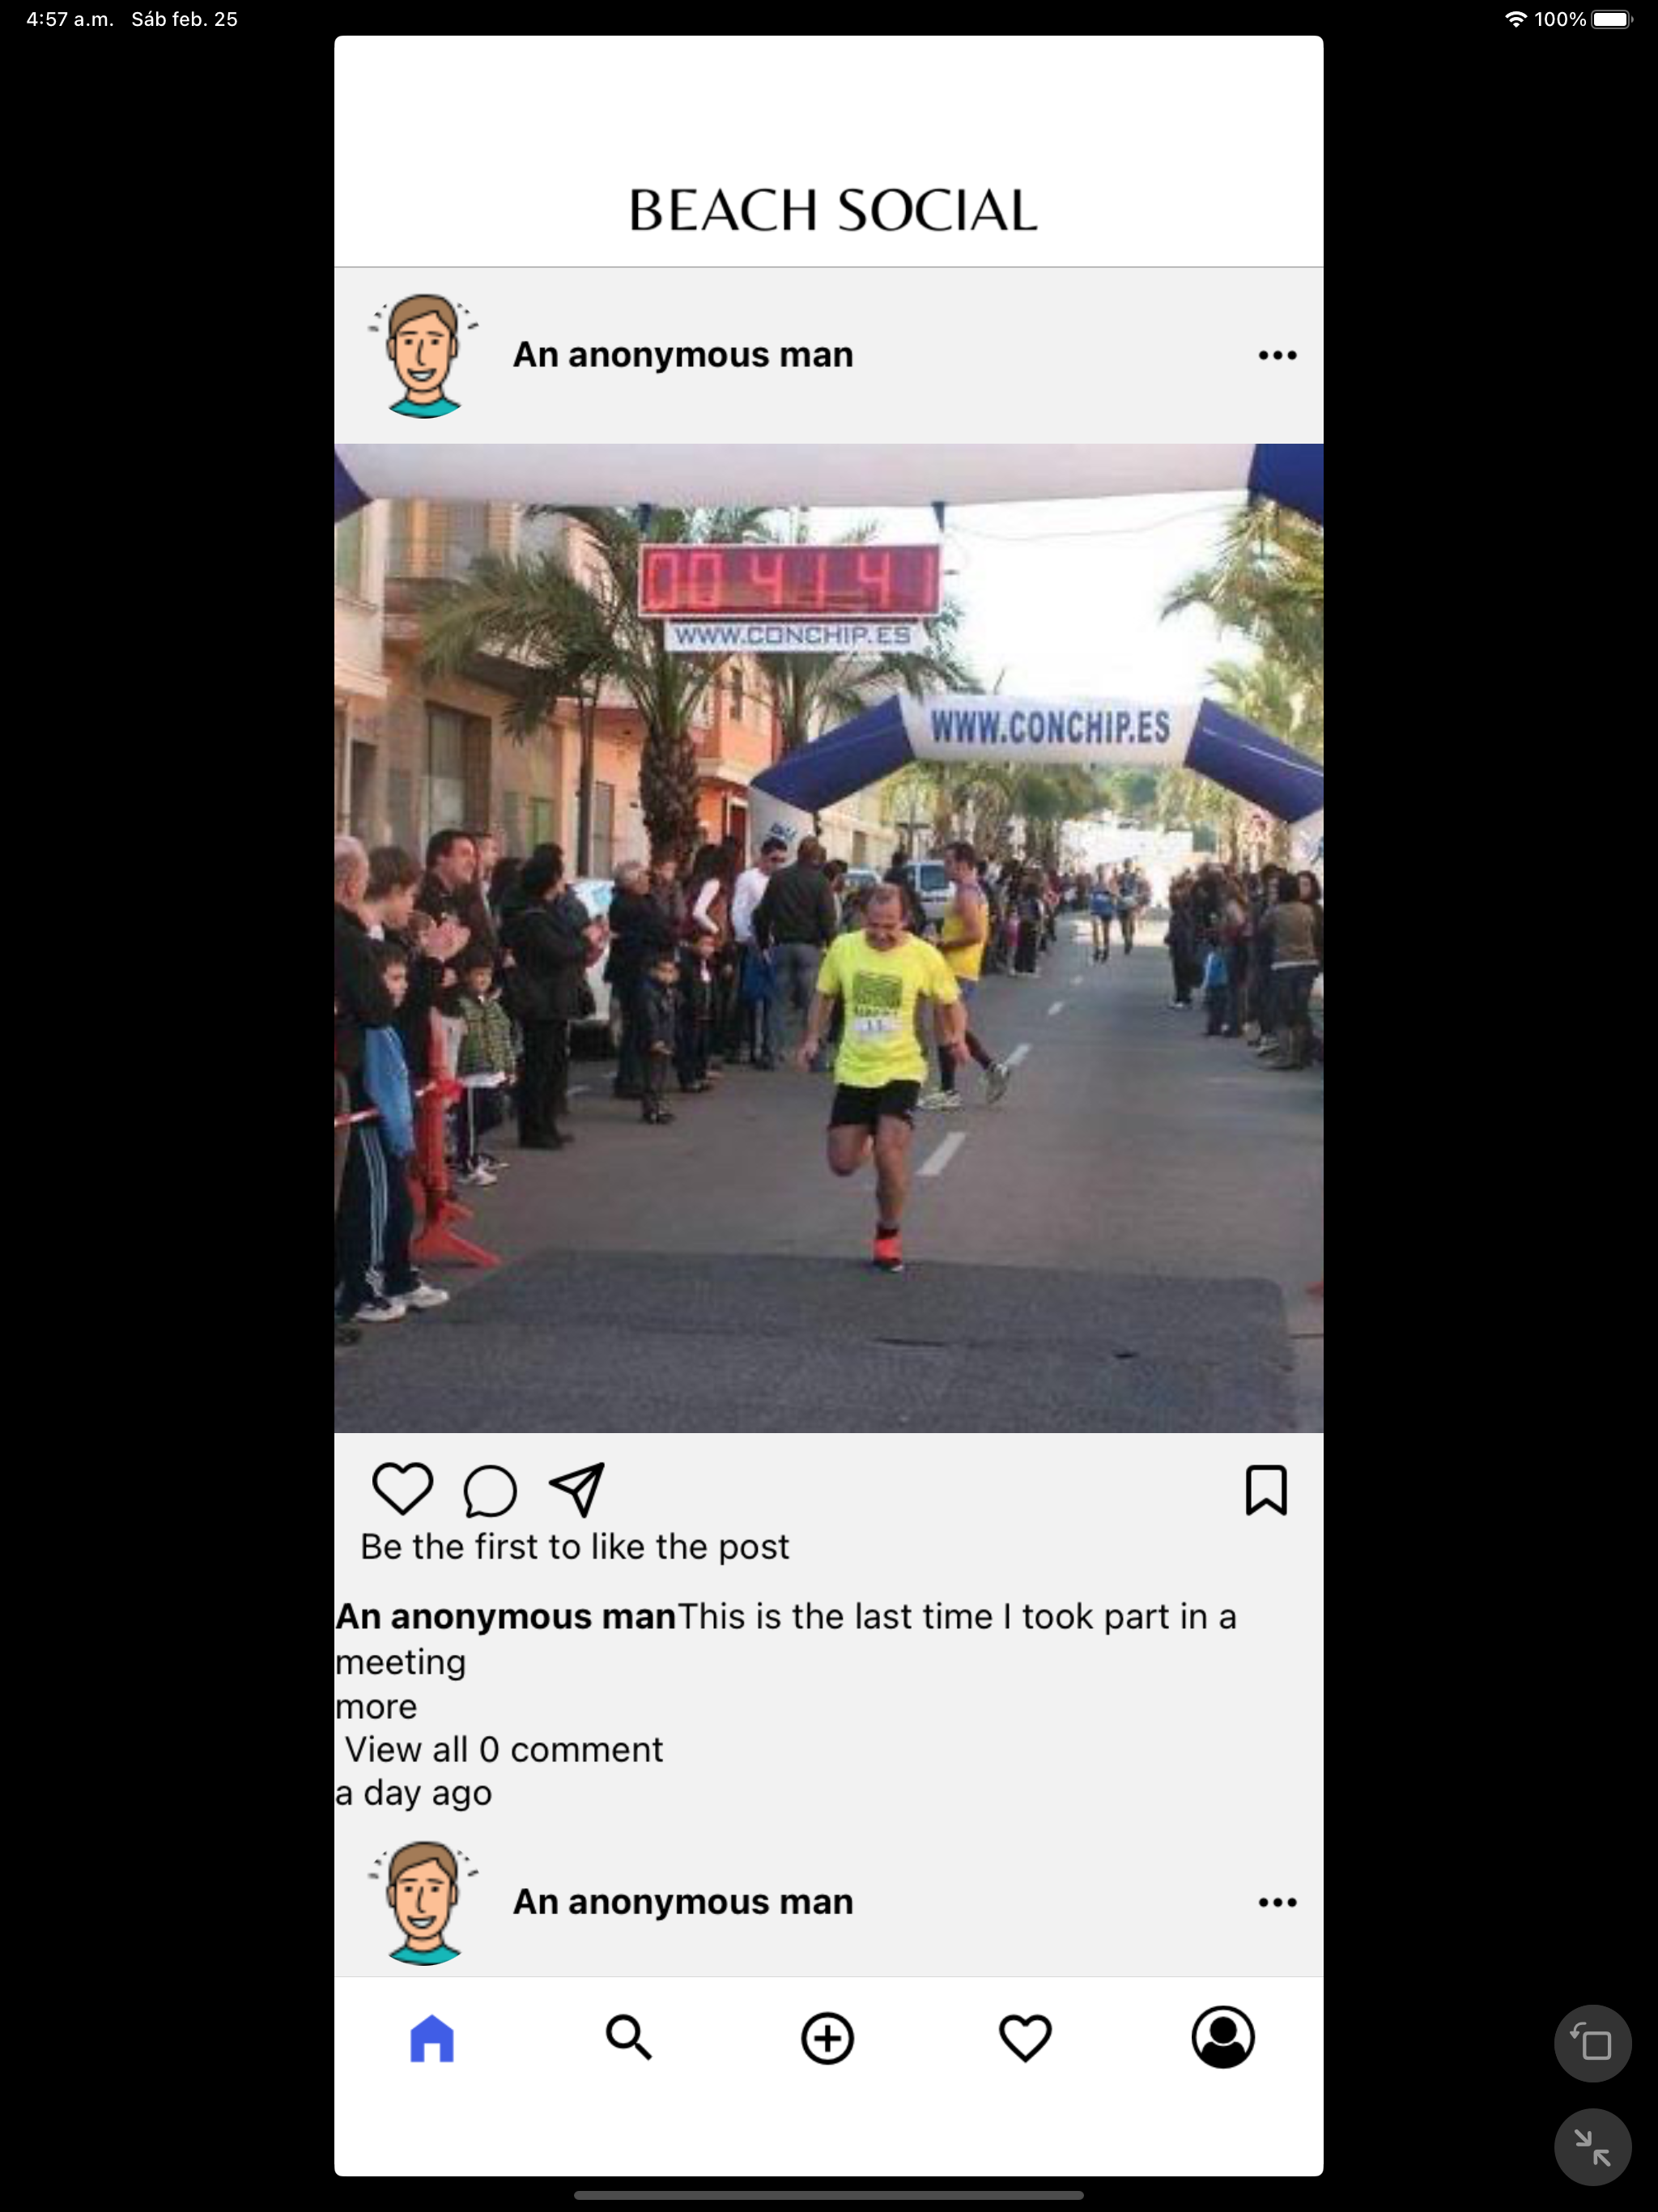 4:57 a.m. Sáb feb. 25
100%
BEACH SOCIAL
An anonymous man
00 41 41
WWW.CONCHIP.ES
WWW.CONCHIP.ES
11
Be the first to like the post
An anonymous manThis is the last time I took part in a
meeting
more
View all 0 comment
a day ago
An anonymous man